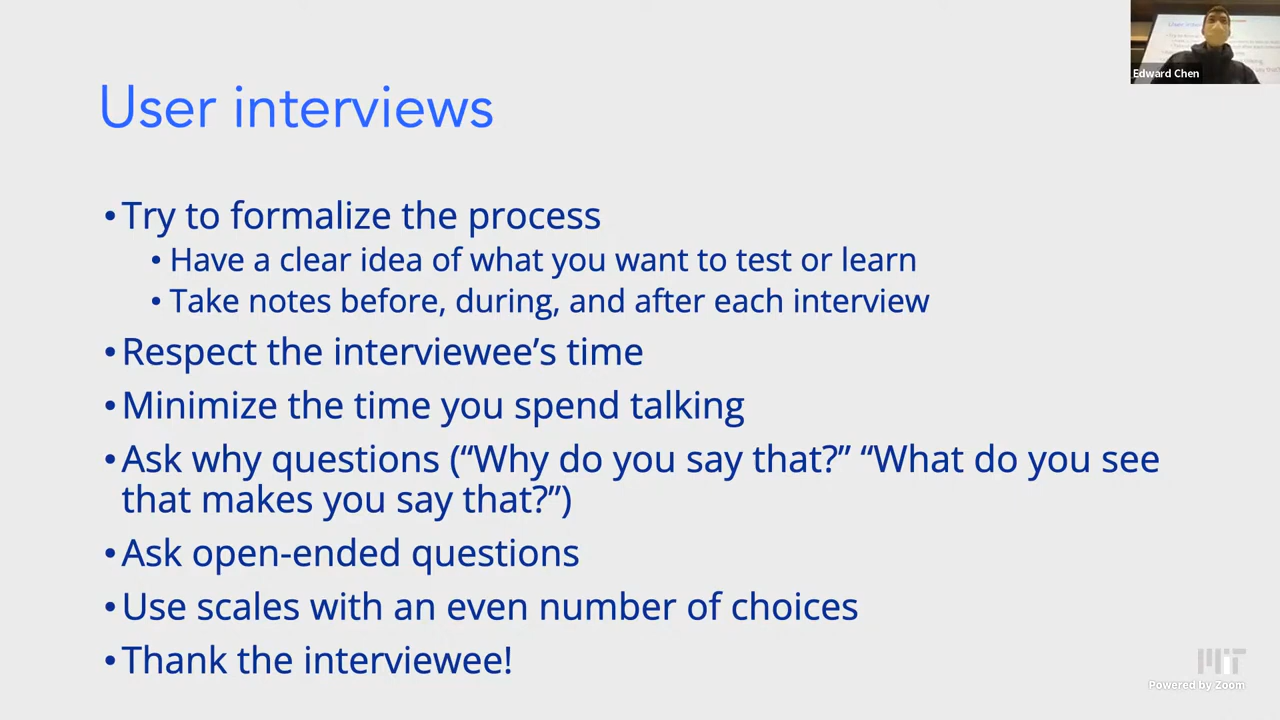 User interviews
Edward Chen
• Try to formalize the process
• Have a clear idea of what you want to test or learn
• Take notes before, during, and after each interview
• Respect the interviewee’s time
• Minimize the time you spend talking
• Ask why questions (“Why do you say that?” “What do you see
that makes you say that?”)
• Ask open-ended questions
• Use scales with an even number of choices
• Thank the interviewee!
MIT
Powered by Zoom